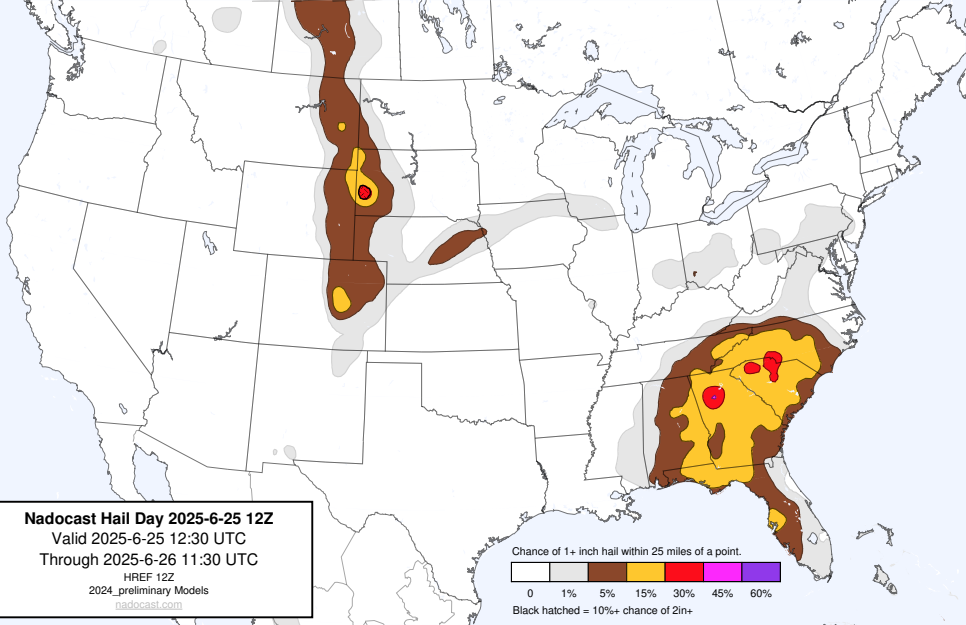 Nadocast Hail Day 2025-6-25 12Z
Valid 2025-6-25 12:30 UTC
Through 2025-6-26 11:30 UTC
HREF 12Z
2024_preliminary Models
nadocast.com
Chance of 1+ inch hail within 25 miles of a point.
0 1% 5% 15% 30% 45% 60%
Black hatched = 10%+ chance of 2in+